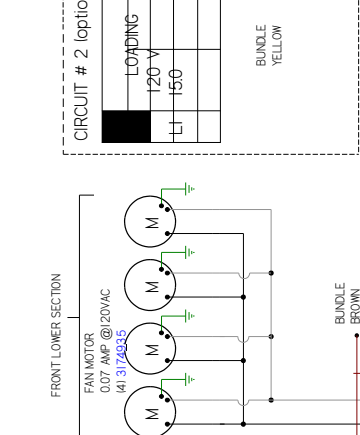 CIRCUIT # 2 (optio
LOADING
120 V
L1 15.0
BUNDLE
YELLOW
FRONT LOWER SECTION
FAN MOTOR
0.07 AMP @120VAC
(4) 3174935
M
M
M
M
BUNDLE
BROWN